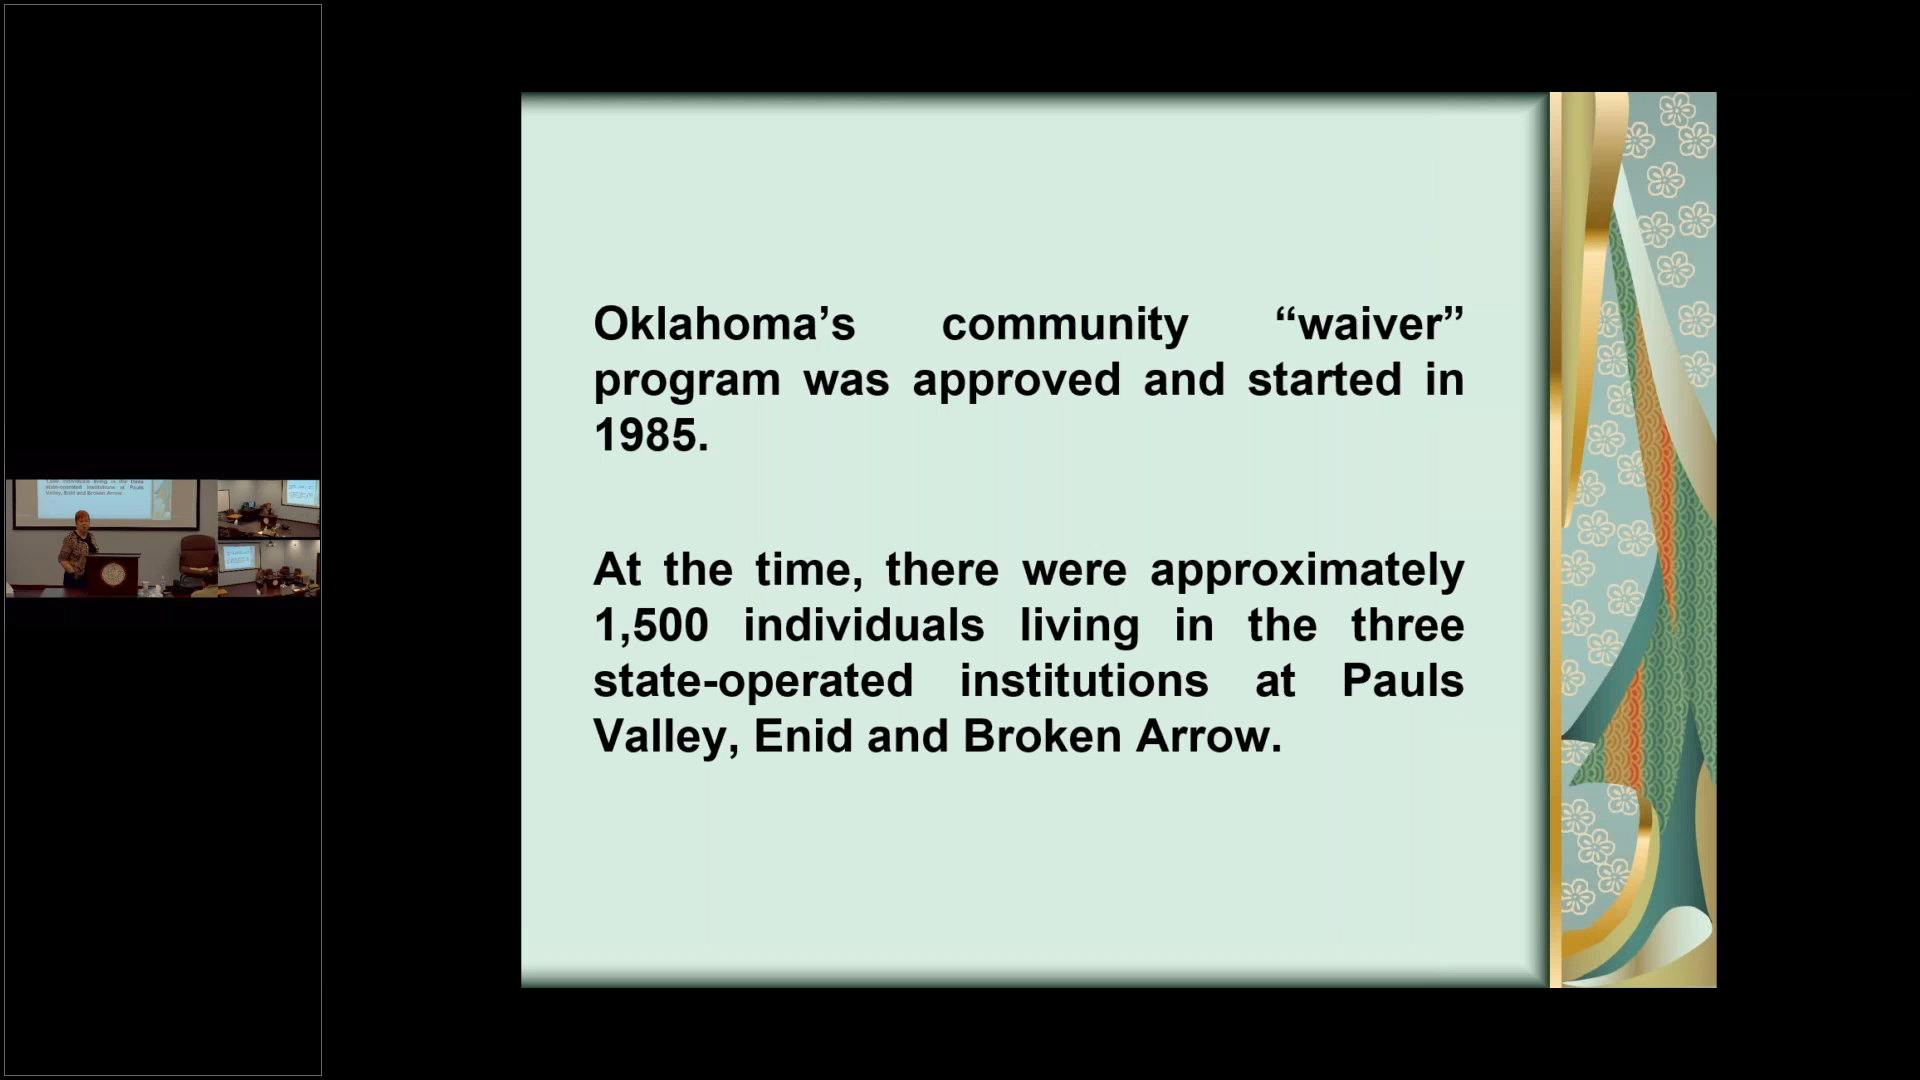 Oklahoma’s community “waiver”
program was approved and started in
1985.
At the time, there were approximately
1,500 individuals living in the three
state-operated institutions at Pauls
Valley, Enid and Broken Arrow.